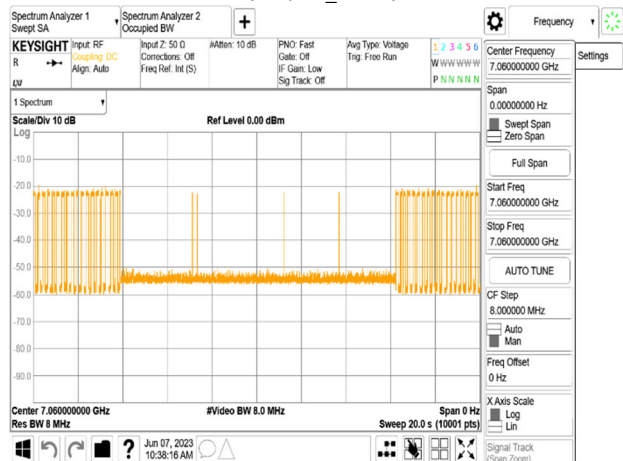 Spectrum Analyzer 1
Swept SA
Spectrum Analyzer 2
Occupied BW
Frequency
KEYSIGHT
R
Input: RF
Coupling: DC
Align: Auto
Input Z: 50 Ω
Corrections: Off
Freq Ref: Int (S)
#Atten: 10 dB
PNO: Fast
Gate: Off
IF Gain: Low
Sig Track: Off
Avg Type: Voltage
Trig: Free Run
1 2 3 4 5 6
W W W W W W
P N N N N N
1 Spectrum
Scale/Div 10 dB
Ref Level 0.00 dBm
Log
-10.0
-20.0
-30.0
-40.0
-50.0
-60.0
-70.0
-80.0
-90.0
Center 7.060000000 GHz
Res BW 8 MHz
#Video BW 8.0 MHz
Span 0 Hz
Sweep 20.0 s (10001 pts)
Jun 07, 2023
10:38:16 AM
Center Frequency
7.060000000 GHz
Settings
Span
0.00000000 Hz
Swept Span
Zero Span
Full Span
Start Freq
7.060000000 GHz
Stop Freq
7.060000000 GHz
AUTO TUNE
CF Step
8.000000 MHz
Auto
Man
Freq Offset
0 Hz
X Axis Scale
Log
Lin
Signal Track
(Span Zoom)